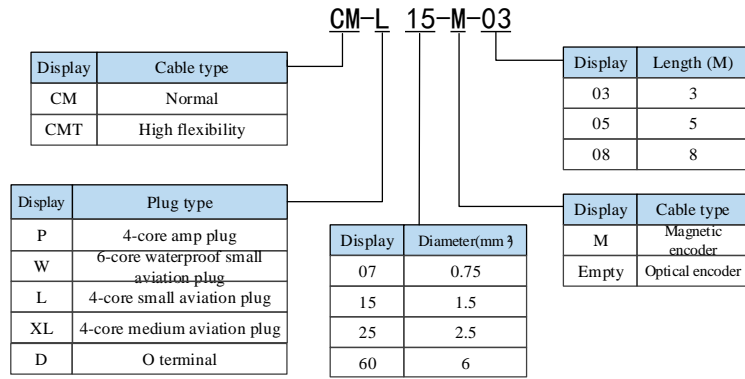 CM-L 15-M-03
Display Cable type
CM Normal
CMT High flexibility
Display Length (M)
03 3
05 5
08 8
Display Plug type
P 4-core amp plug
W 6-core waterproof small
aviation plug
L 4-core small aviation plug
XL 4-core medium aviation plug
D O terminal
Display Diameter(mm²)
07 0.75
15 1.5
25 2.5
60 6
Display Cable type
M Magnetic
encoder
Empty Optical encoder